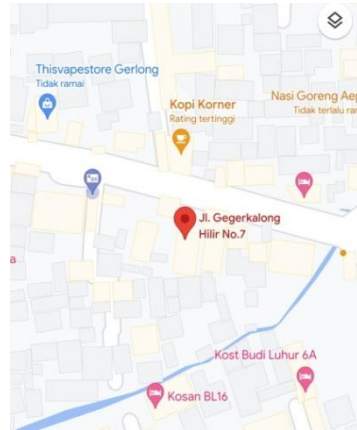 Thisvapestore Gerlong
Tidak ramai
Kopi Korner
Rating tertinggi
Nasi Goreng Aep
Tidak terlalu ra
Jl. Gegerkalong
Hilir No.7
a
Kost Budi Luhur 6A
Kosan BL16